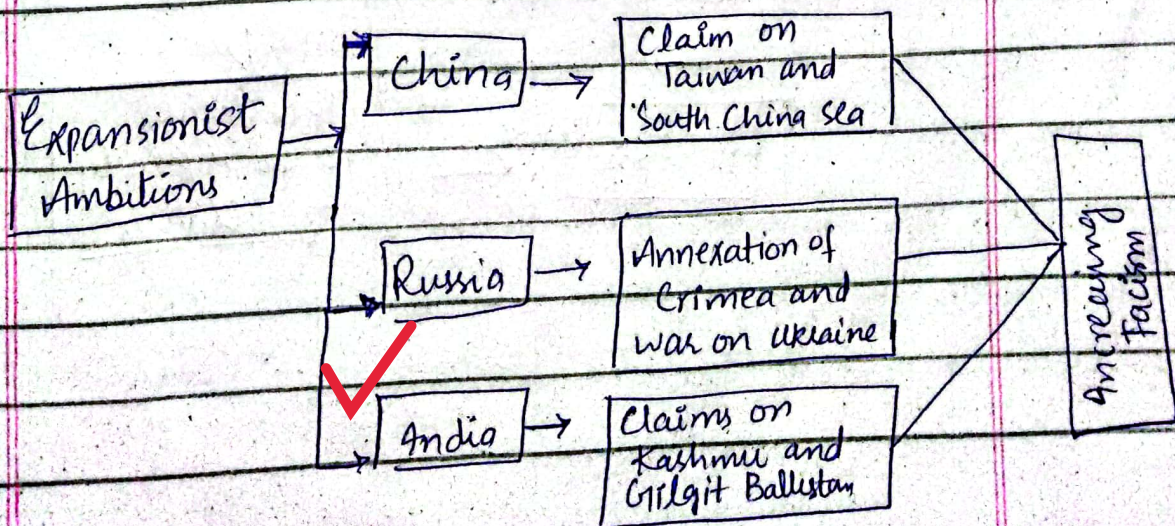 Expansionist
Ambitions
China
Claim on
Taiwan and
South China Sea
Russia
Annexation of
Crimea and
war on Ukraine
India
Claims on
Kashmir and
Gilgit Baltistan
Increasing
Facism